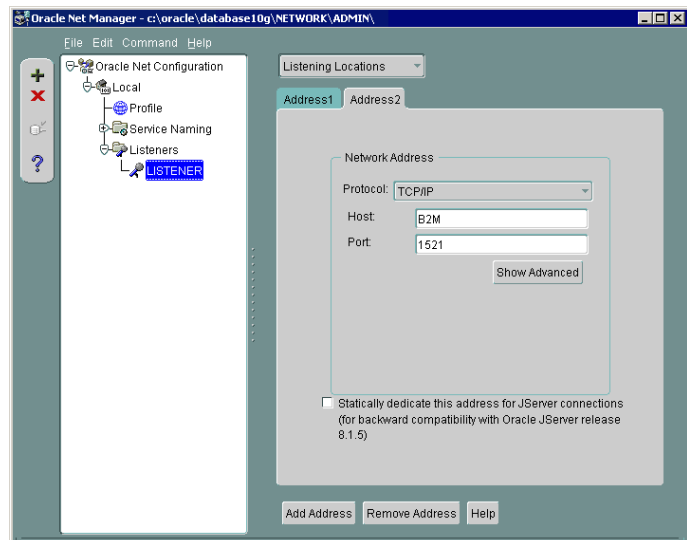 Oracle Net Manager - c:\oracle\database10g\NETWORK\ADMIN\
File Edit Command Help
Oracle Net Configuration
Local
Profile
Service Naming
Listeners
LISTENER
Listening Locations
Address1 Address2
Network Address
Protocol: TCP/IP
Host: B2M
Port: 1521
Show Advanced
Statically dedicate this address for JServer connections
(for backward compatibility with Oracle JServer release
8.1.5)
Add Address Remove Address Help